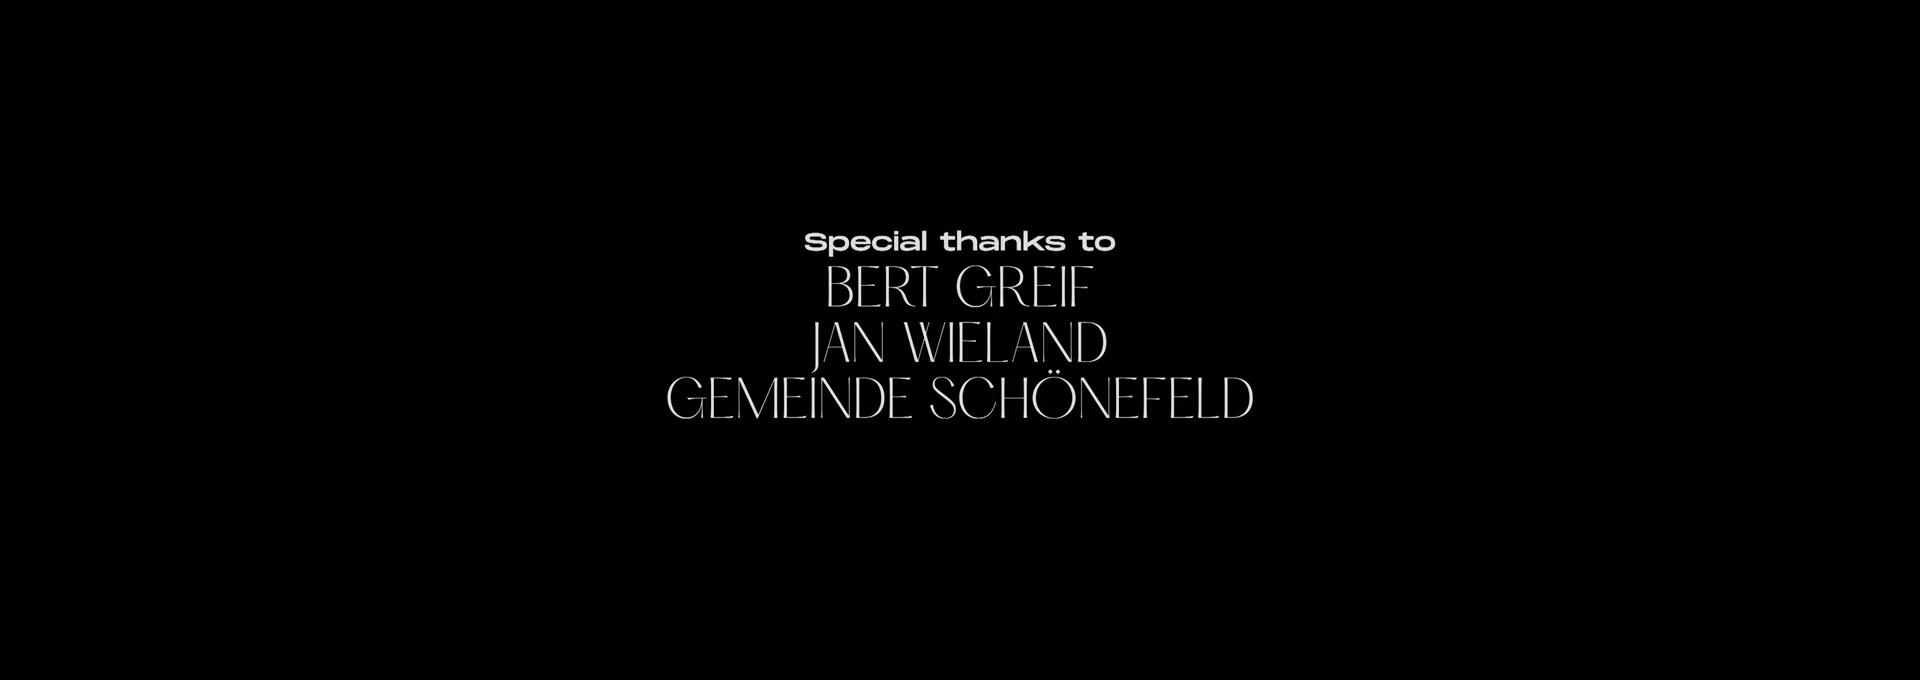 Special thanks to
BERT GREIF
JAN WIELAND
GEMEINDE SCHÖNEFELD